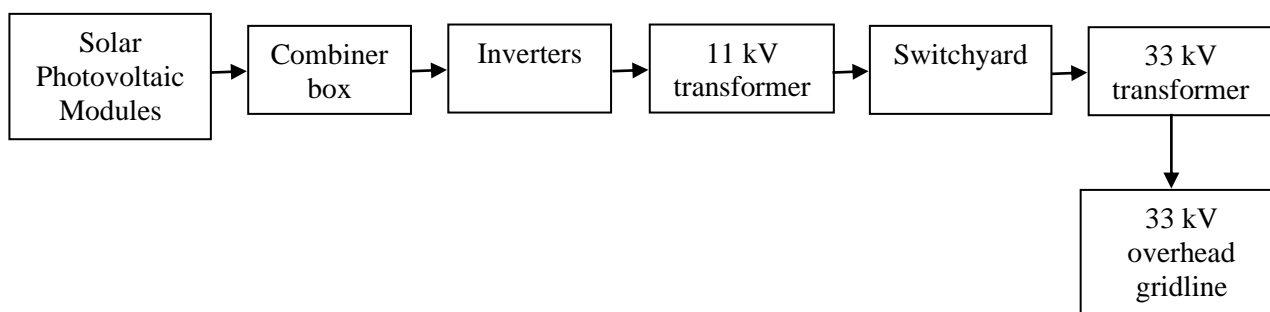 Solar
Photovoltaic
Modules
Combiner
box
Inverters
11 kV
transformer
Switchyard
33 kV
transformer
33 kV
overhead
gridline